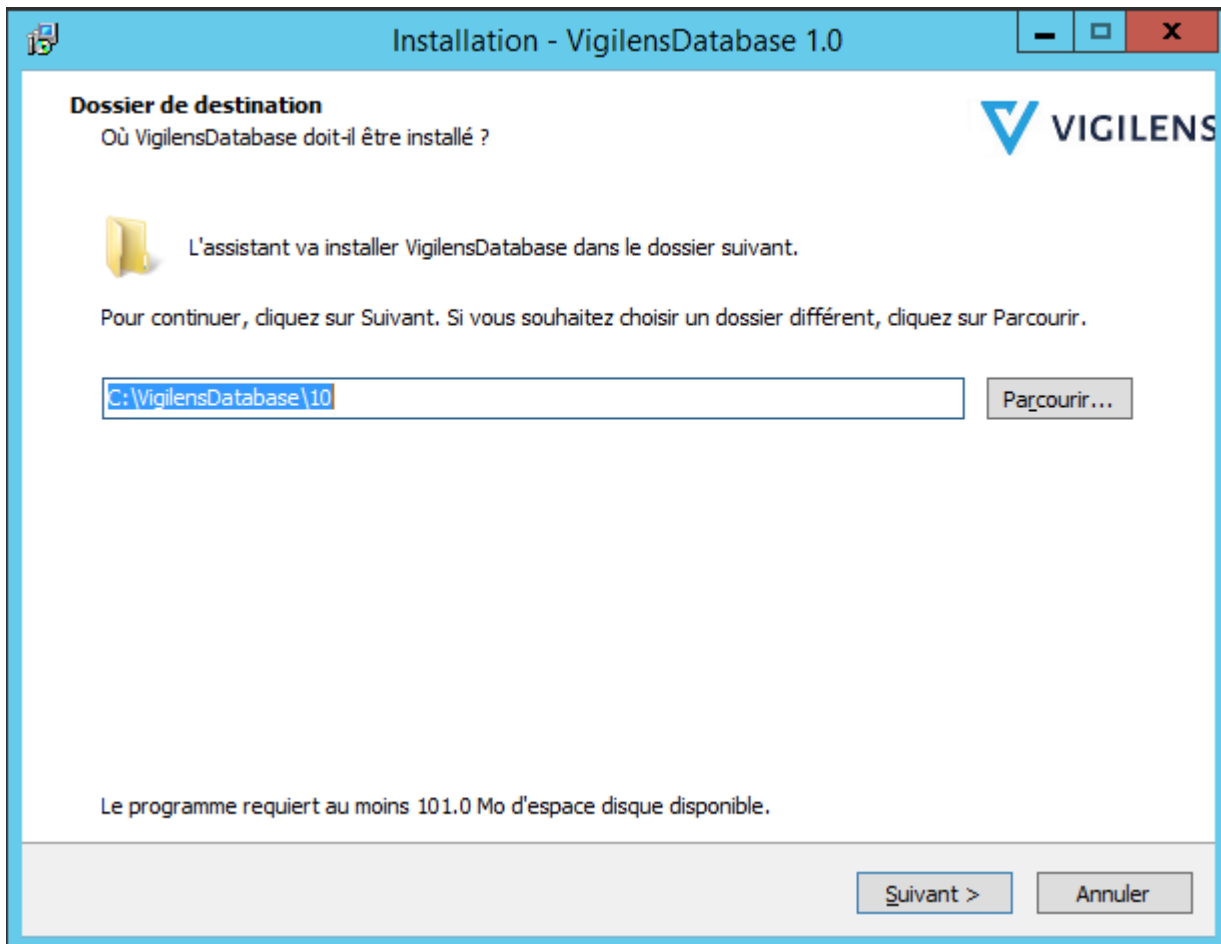 Installation - VigilensDatabase 1.0
Dossier de destination
Où VigilensDatabase doit-il être installé ?
VIGILENS
L'assistant va installer VigilensDatabase dans le dossier suivant.
Pour continuer, cliquez sur Suivant. Si vous souhaitez choisir un dossier différent, cliquez sur Parcourir.
C:\VigilensDatabase\10
Parcourir...
Le programme requiert au moins 101.0 Mo d'espace disque disponible.
Suivant >
Annuler